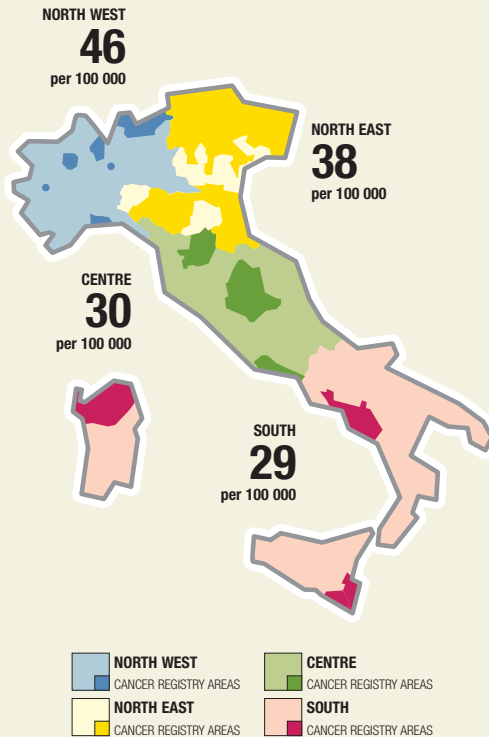 NORTH WEST
46
per 100 000
NORTH EAST
38
per 100 000
CENTRE
30
per 100 000
SOUTH
29
per 100 000
NORTH WEST
CANCER REGISTRY AREAS
CENTRE
CANCER REGISTRY AREAS
NORTH EAST
CANCER REGISTRY AREAS
SOUTH
CANCER REGISTRY AREAS